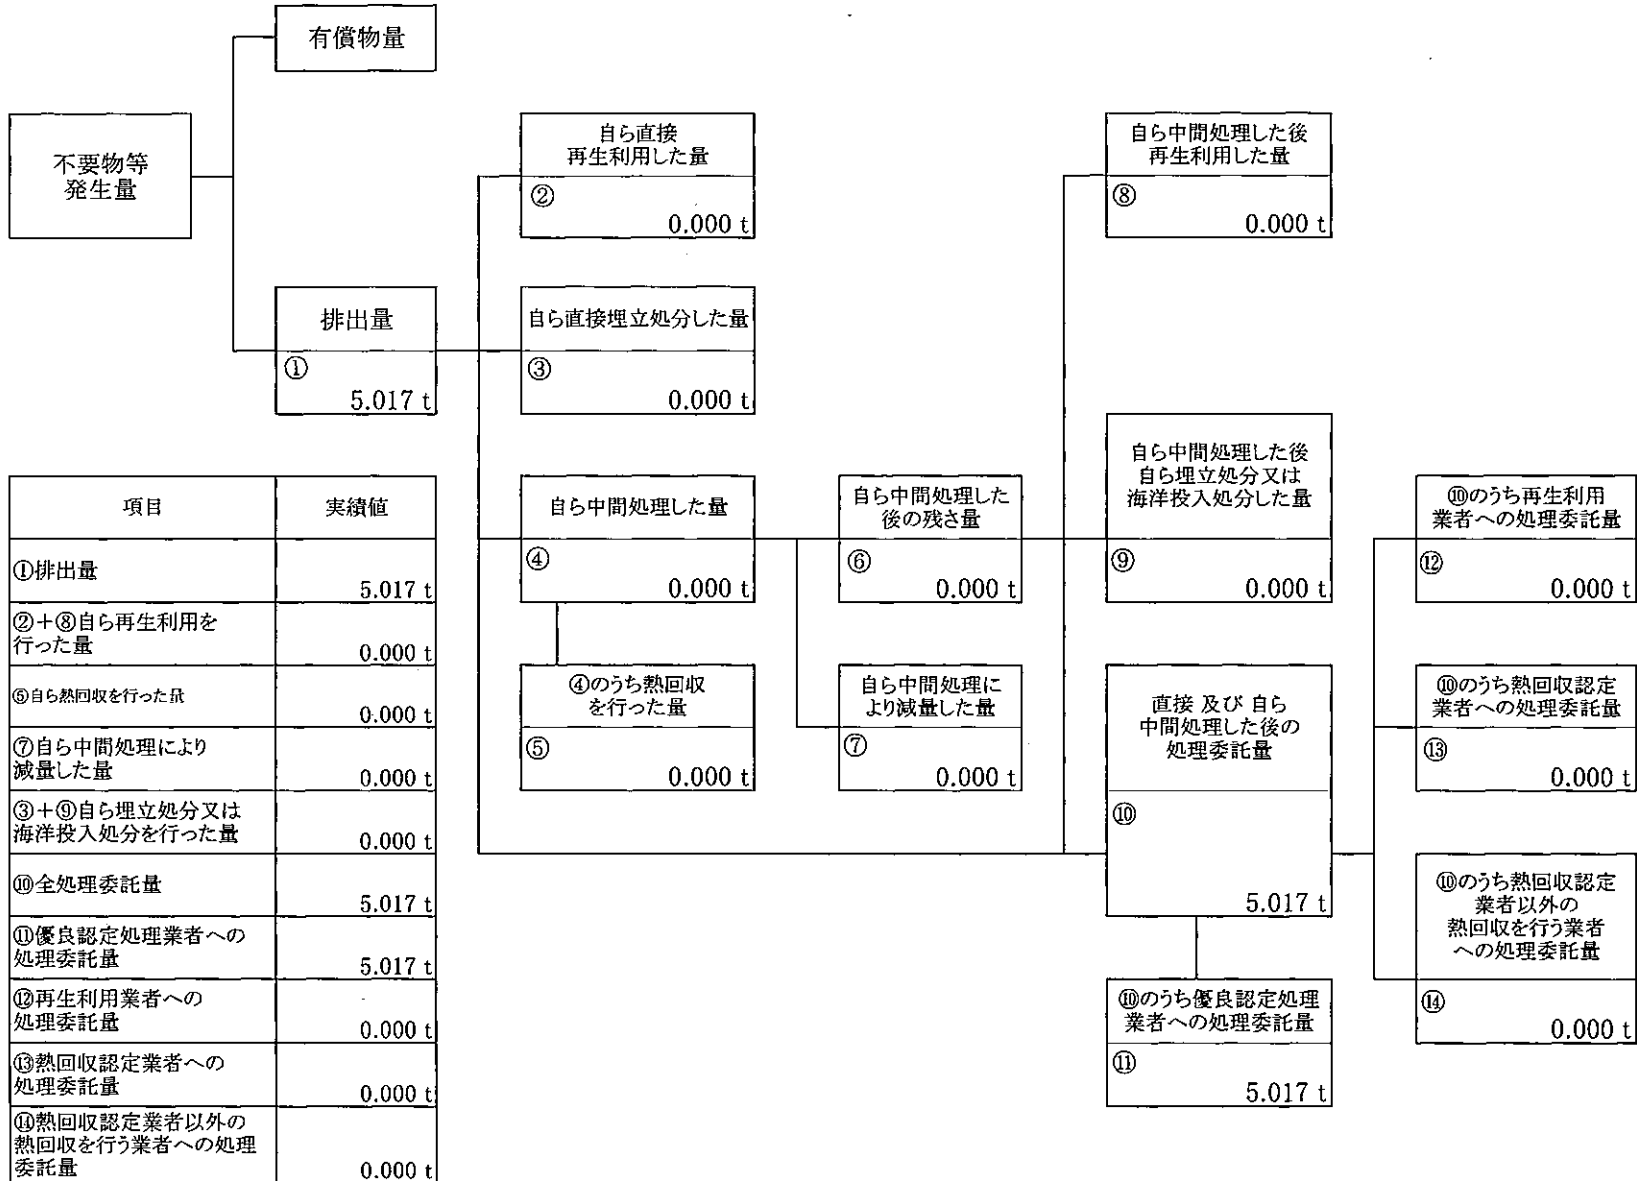 有償物量
不要物等
発生量
自ら直接
再生利用した量
②
0.000 t
自ら中間処理した後
再生利用した量
⑧
0.000 t
排出量
①
5.017 t
自ら直接埋立処分した量
③
0.000 t
項目
実績値
①排出量
5.017 t
②+⑧自ら再生利用を
行った量
0.000 t
⑤自ら熱回収を行った量
0.000 t
⑦自ら中間処理により
減量した量
0.000 t
③+⑨自ら埋立処分又は
海洋投入処分を行った量
0.000 t
⑩全処理委託量
5.017 t
⑪優良認定処理業者への
処理委託量
5.017 t
⑫再生利用業者への
処理委託量
0.000 t
⑬熱回収認定業者への
処理委託量
0.000 t
⑭熱回収認定業者以外の
熱回収を行う業者への処理
委託量
0.000 t
自ら中間処理した量
④
0.000 t
④のうち熱回収
を行った量
⑤
0.000 t
自ら中間処理した
後の残さ量
⑥
0.000 t
自ら中間処理に
より減量した量
⑦
0.000 t
自ら中間処理した後
自ら埋立処分又は
海洋投入処分した量
⑨
0.000 t
直接 及び 自ら
中間処理した後の
処理委託量
⑩
5.017 t
⑩のうち優良認定処理
業者への処理委託量
⑪
5.017 t
⑩のうち再生利用
業者への処理委託量
⑫
0.000 t
⑩のうち熱回収認定
業者への処理委託量
⑬
0.000 t
⑩のうち熱回収認定
業者以外の
熱回収を行う業者
への処理委託量
⑭
0.000 t